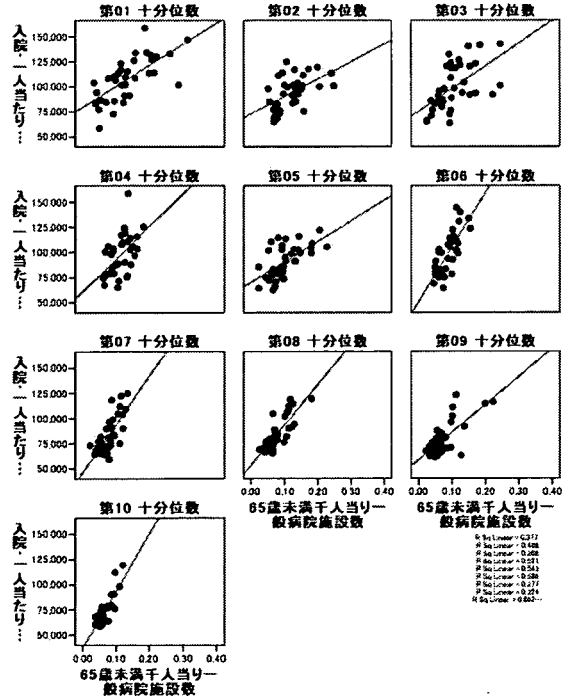 第01 十分位数
第02 十分位数
第03 十分位数
入院.一人当たり…
150,000
125,000
100,000
75,000
50,000
第04 十分位数
第05 十分位数
第06 十分位数
入院.一人当たり…
150,000
125,000
100,000
75,000
50,000
第07 十分位数
第08 十分位数
第09 十分位数
入院.一人当たり…
150,000
125,000
100,000
75,000
50,000
0.00 0.10 0.20 0.30 0.40
0.00 0.10 0.20 0.30 0.40
65歳未満千人当り一
般病院施設数
65歳未満千人当り一
般病院施設数
第10 十分位数
入院.一人当たり…
150,000
125,000
100,000
75,000
50,000
0.00 0.10 0.20 0.30 0.40
65歳未満千人当り一
般病院施設数
R Sq Linear = 0.377